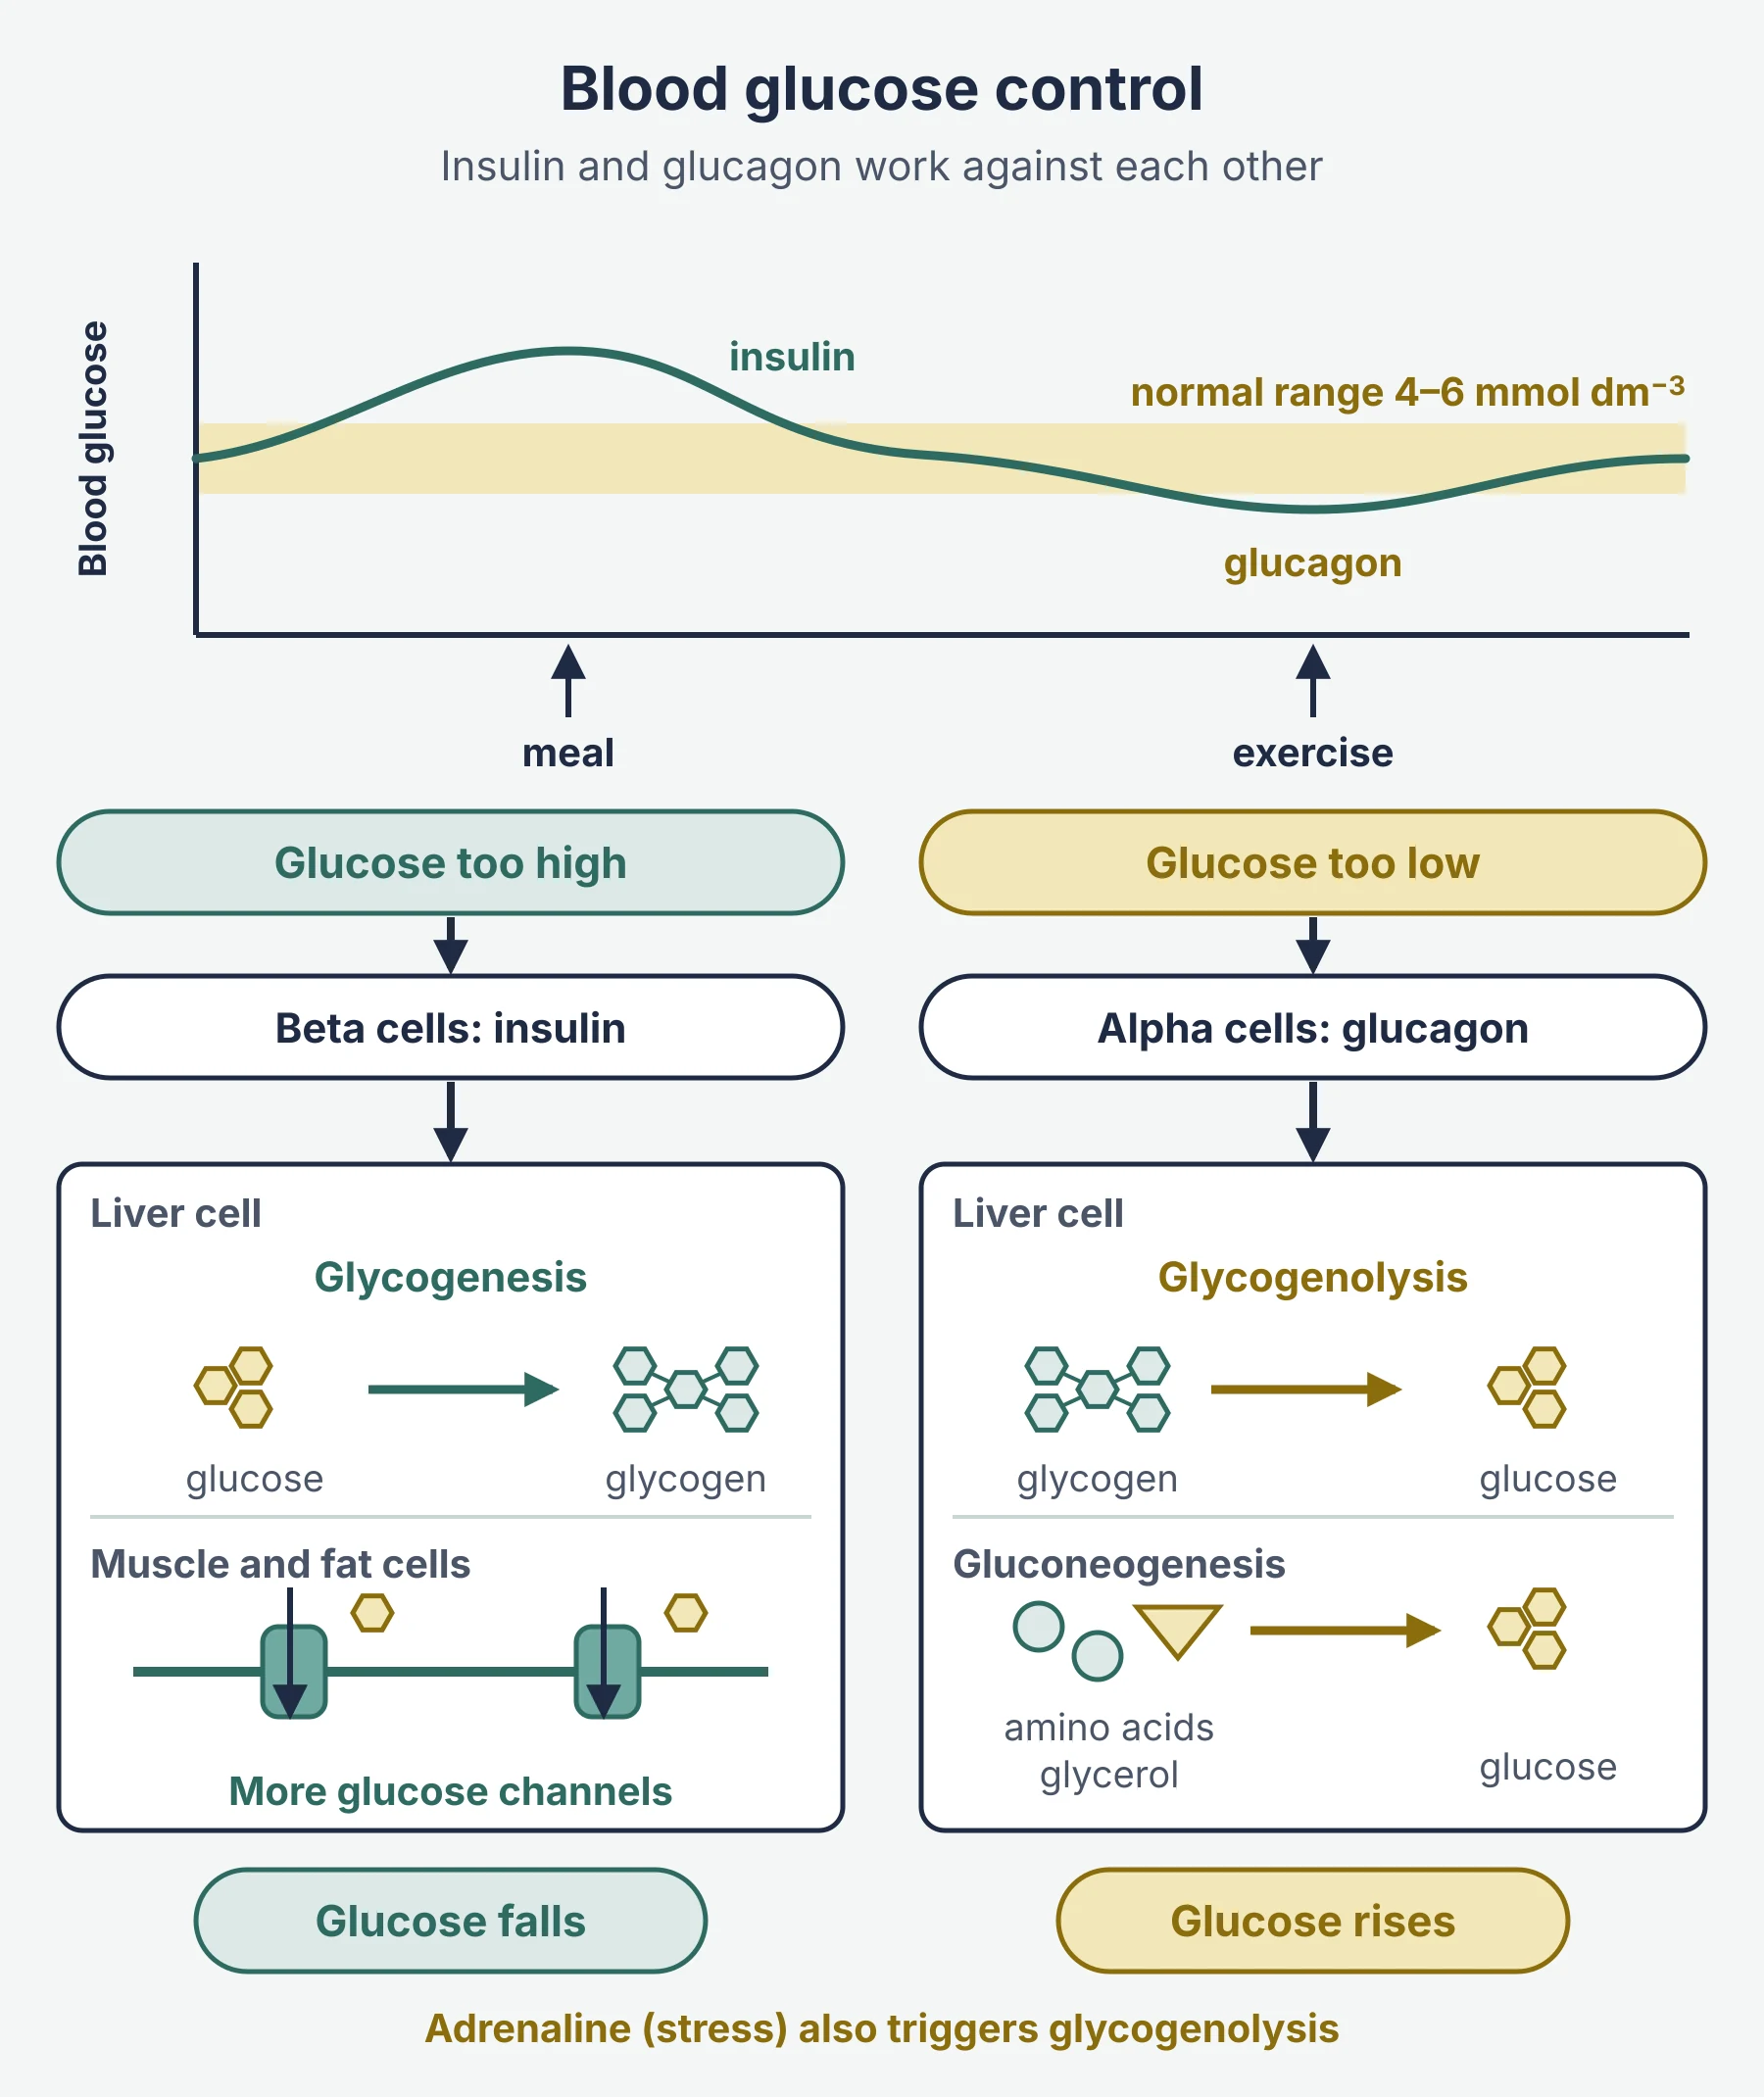 Blood glucose control
Insulin and glucagon work against each other
Blood glucose
insulin
normal range 4–6 mmol dm⁻³
glucagon
meal
exercise
Glucose too high
Glucose too low
Beta cells: insulin
Alpha cells: glucagon
Liver cell
Glycogenesis
glucose
glycogen
Muscle and fat cells
More glucose channels
Liver cell
Glycogenolysis
glycogen
glucose
Gluconeogenesis
amino acids
glycerol
glucose
Glucose falls
Glucose rises
Adrenaline (stress) also triggers glycogenolysis